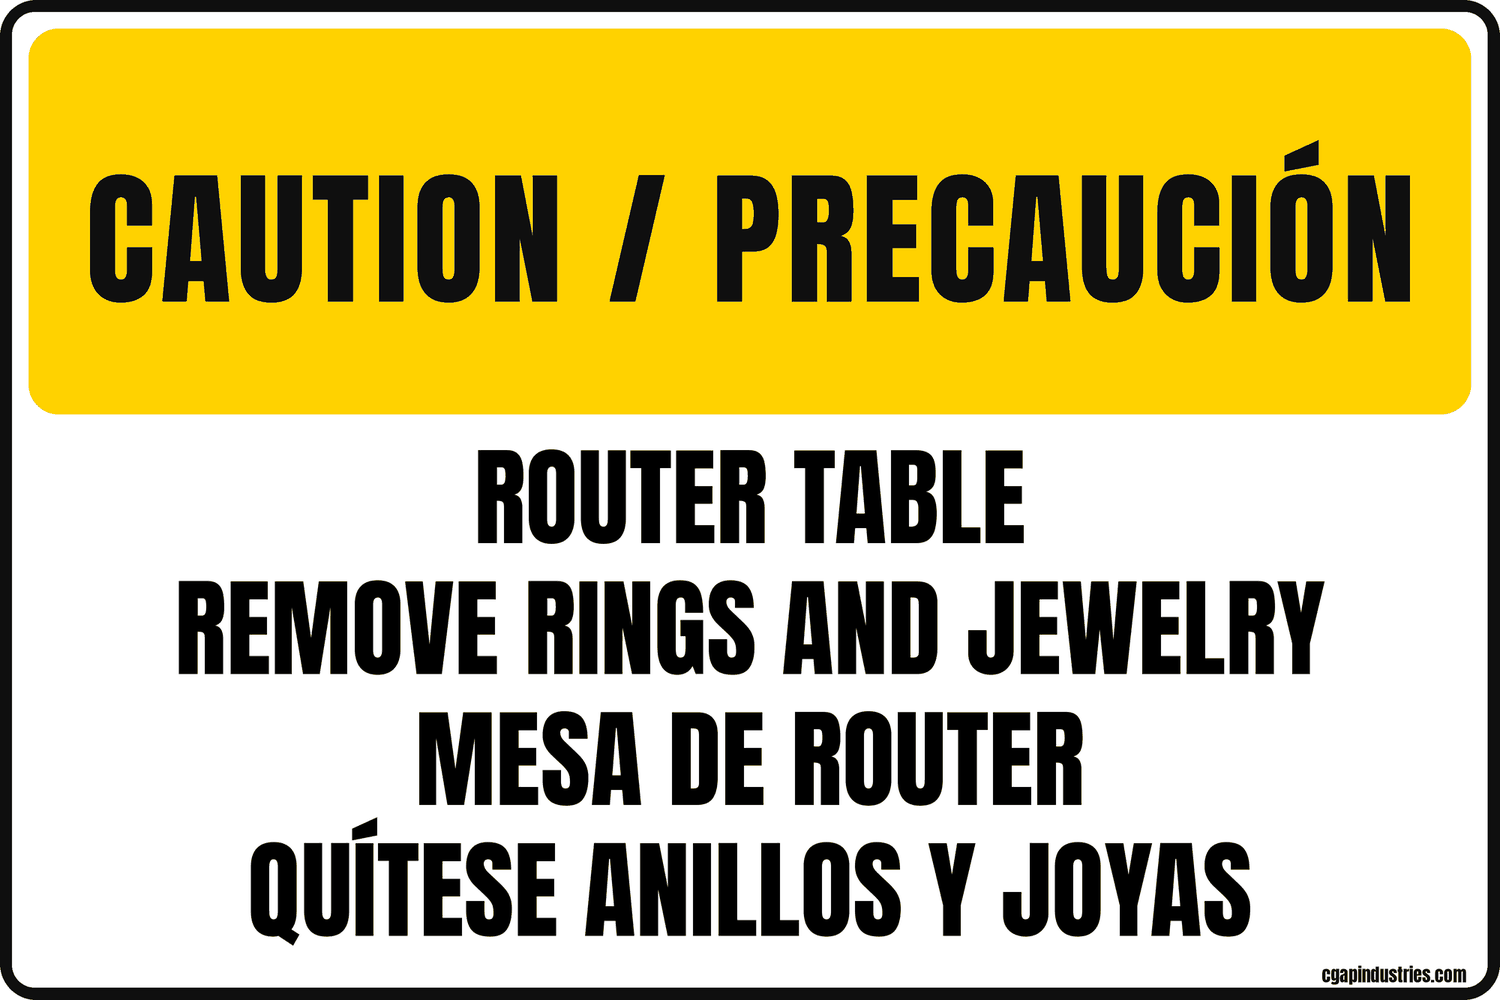 CAUTION / PRECAUCIÓN
ROUTER TABLE
REMOVE RINGS AND JEWELRY
MESA DE ROUTER
QUÍTESE ANILLOS Y JOYAS
cgapindustries.com